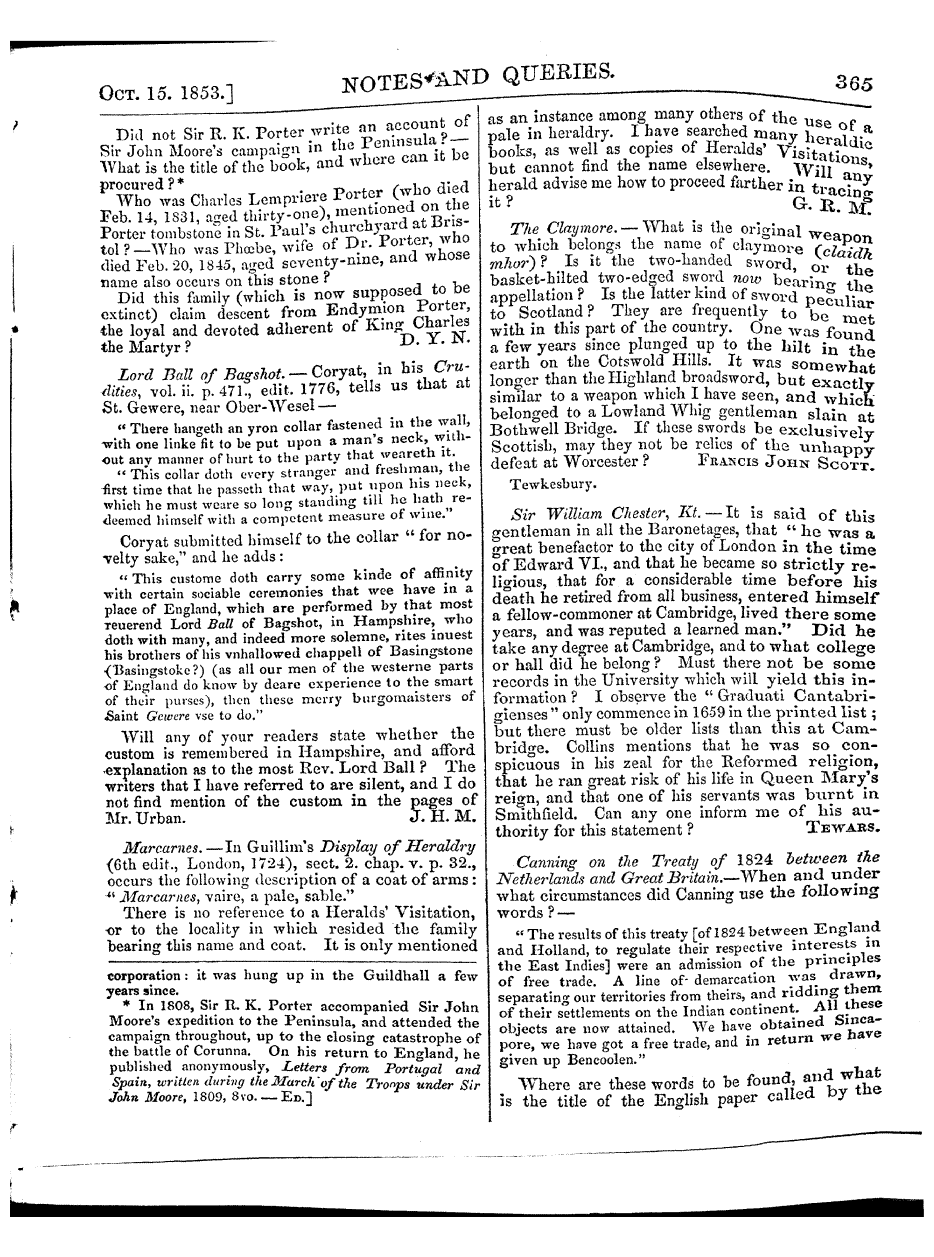 OCT. 15. 1853.]
NOTES AND QUERIES.
365
Did not Sir R. K. Porter write an account of
Sir John Moore's campaign in the Peninsula?—
What is the title of the book, and where can it be
procured?*
Who was Charles Lempriere Porter (who died
Feb. 14, 1831, aged thirty-one), mentioned on the
Porter tombstone in St. Paul's churchyard at Bris-
tol?—Who was Phœbe, wife of Dr. Porter, who
died Feb. 20, 1845, aged seventy-nine, and whose
name also occurs on this stone?
Did this family (which is now supposed to be
extinct) claim descent from Endymion Porter,
the loyal and devoted adherent of King Charles
the Martyr? D. Y. N.
Lord Ball of Bagshot.—Coryat, in his Cru-
dities, vol. ii. p. 471., edit. 1776, tells us that at
St. Gewere, near Ober-Wesel—
"There hangeth an yron collar fastened in the wall,
with one linke fit to be put upon a man's neck, with-
out any manner of hurt to the party that weareth it.
"This collar doth every stranger and freshman, the
first time that he passeth that way, put upon his neck,
which he must weare so long standing till he hath re-
deemed himself with a competent measure of wine."
Coryat submitted himself to the collar "for no-
velty sake," and he adds:
"This custome doth carry some kinde of affinity
with certain sociable ceremonies that wee have in a
place of England, which are performed by that most
reuerend Lord Ball of Bagshot, in Hampshire, who
doth with many, and indeed more solemne, rites inuest
his brothers of his vnhallowed chappell of Basingstone
(Basingstoke?) (as all our men of the westerne parts
of England do know by deare experience to the smart
of their purses), then these merry burgomaisters of
Saint Gewere vse to do."
Will any of your readers state whether the
custom is remembered in Hampshire, and afford
explanation as to the most Rev. Lord Ball? The
writers that I have referred to are silent, and I do
not find mention of the custom in the pages of
Mr. Urban. J. H. M.
Marcarnes.—In Guillim's Display of Heraldry
(6th edit., London, 1724), sect. 2. chap. v. p. 32.,
occurs the following description of a coat of arms:
"Marcarnes, vaire, a pale, sable."
There is no reference to a Heralds' Visitation,
or to the locality in which resided the family
bearing this name and coat. It is only mentioned
corporation: it was hung up in the Guildhall a few
years since.
* In 1808, Sir R. K. Porter accompanied Sir John
Moore's expedition to the Peninsula, and attended the
campaign throughout, up to the closing catastrophe of
the battle of Corunna. On his return to England, he
published anonymously, Letters from Portugal and
Spain, written during the March of the Troops under Sir
John Moore, 1809, 8vo.—ED.]
as an instance among many others of the use of a
pale in heraldry. I have searched many heraldic
books, as well as copies of Heralds' Visitations,
but cannot find the name elsewhere. Will any
herald advise me how to proceed farther in tracing
it? G. R. M.
The Claymore.—What is the original weapon
to which belongs the name of claymore (claidh
mhor)? Is it the two-handed sword, or the
basket-hilted two-edged sword now bearing the
appellation? Is the latter kind of sword peculiar
to Scotland? They are frequently to be met
with in this part of the country. One was found
a few years since plunged up to the hilt in the
earth on the Cotswold Hills. It was somewhat
longer than the Highland broadsword, but exactly
similar to a weapon which I have seen, and which
belonged to a Lowland Whig gentleman slain at
Bothwell Bridge. If these swords be exclusively
Scottish, may they not be relics of the unhappy
defeat at Worcester? FRANCIS JOHN SCOTT.
Tewkesbury.
Sir William Chester, Kt.—It is said of this
gentleman in all the Baronetages, that "he was a
great benefactor to the city of London in the time
of Edward VI., and that he became so strictly re-
ligious, that for a considerable time before his
death he retired from all business, entered himself
a fellow-commoner at Cambridge, lived there some
years, and was reputed a learned man." Did he
take any degree at Cambridge, and to what college
or hall did he belong? Must there not be some
records in the University which will yield this in-
formation? I observe the "Graduati Cantabri-
gienses" only commence in 1659 in the printed list;
but there must be older lists than this at Cam-
bridge. Collins mentions that he was so con-
spicuous in his zeal for the Reformed religion,
that he ran great risk of his life in Queen Mary's
reign, and that one of his servants was burnt in
Smithfield. Can any one inform me of his au-
thority for this statement? TEWARS.
Canning on the Treaty of 1824 between the
Netherlands and Great Britain.—When and under
what circumstances did Canning use the following
words?—
"The results of this treaty [of 1824 between England
and Holland, to regulate their respective interests in
the East Indies] were an admission of the principles
of free trade. A line of demarcation was drawn,
separating our territories from theirs, and ridding them
of their settlements on the Indian continent. All these
objects are now attained. We have obtained Sinca-
pore, we have got a free trade, and in return we have
given up Bencoolen."
Where are these words to be found, and what
is the title of the English paper called by the